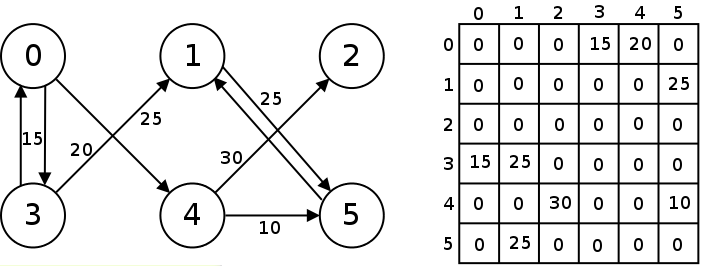 0 1 2
15 20 25 25 30
3 4 5
10
0 1 2 3 4 5
0 0 0 0 15 20 0
1 0 0 0 0 0 25
2 0 0 0 0 0 0
3 15 25 0 0 0 0
4 0 0 30 0 0 10
5 0 25 0 0 0 0